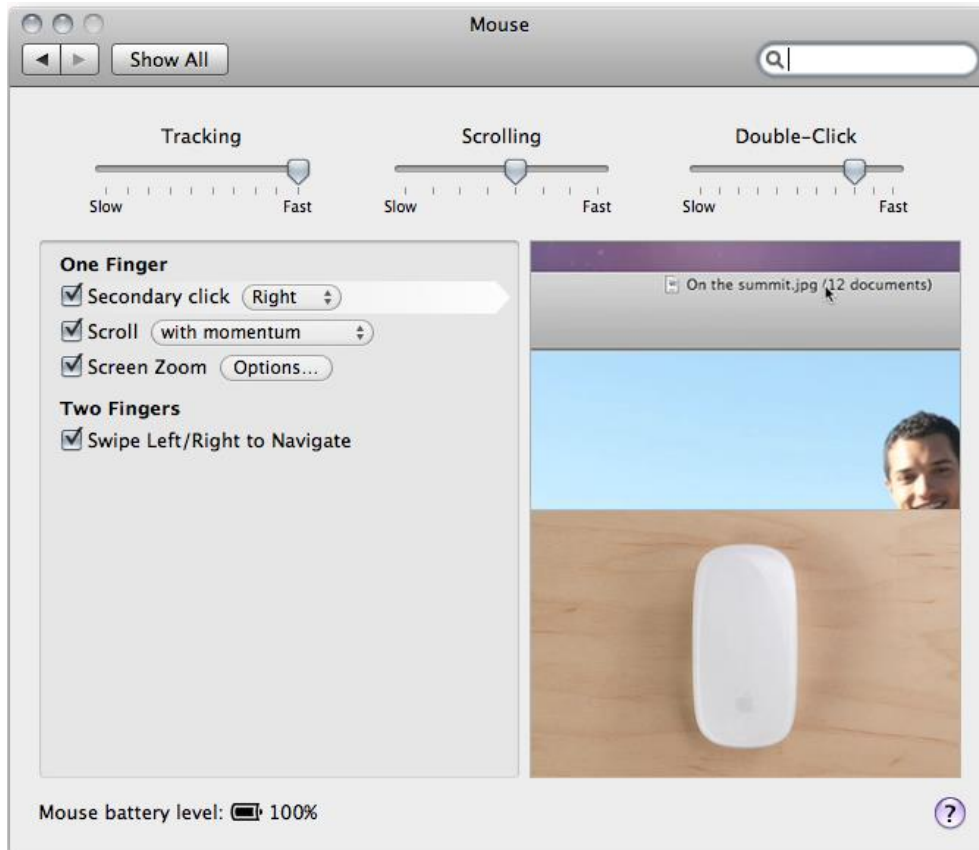 Mouse
Show All
Tracking
Scrolling
Double-Click
Slow
Fast
Slow
Fast
Slow
Fast
One Finger
Secondary click Right
Scroll with momentum
Screen Zoom Options...
Two Fingers
Swipe Left/Right to Navigate
On the summit.jpg (12 documents)
Mouse battery level: 100%
?